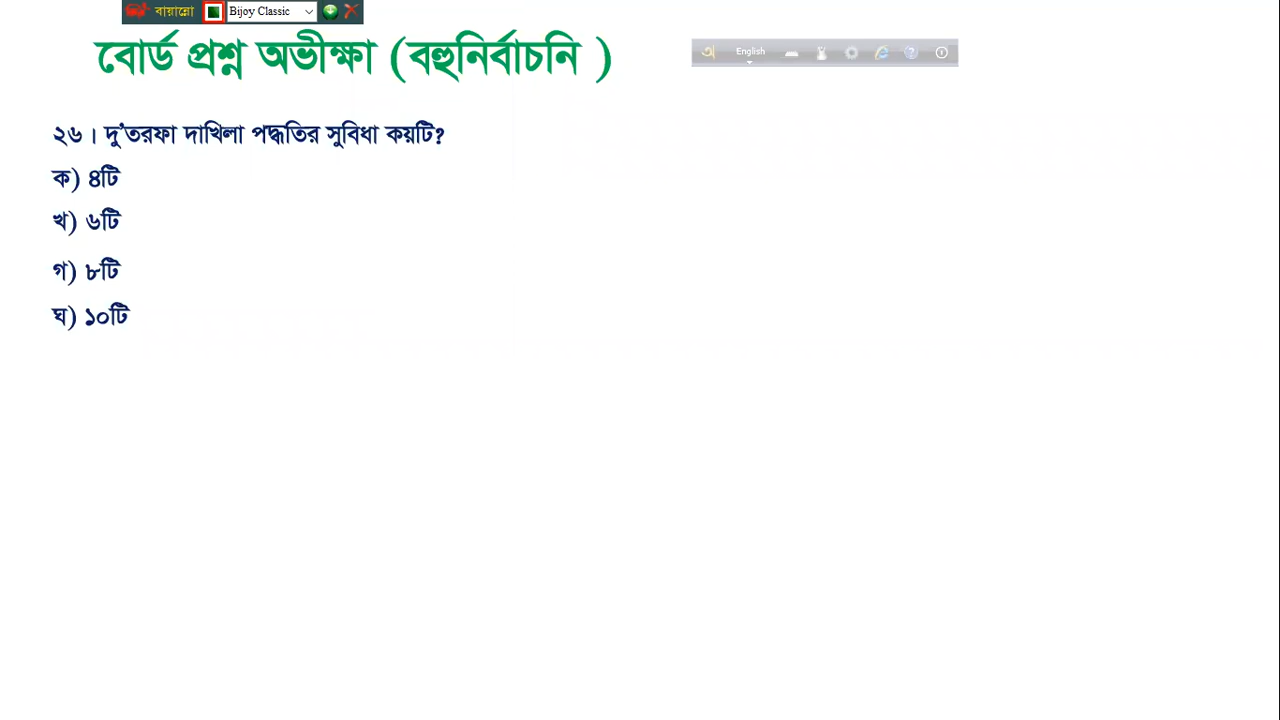 বায়ান্নো Bijoy Classic
বোর্ড প্রশ্ন অভীক্ষা (বহুনির্বাচনি )
English
২৬। দু’তরফা দাখিলা পদ্ধতির সুবিধা কয়টি?
ক) ৪টি
খ) ৬টি
গ) ৮টি
ঘ) ১০টি